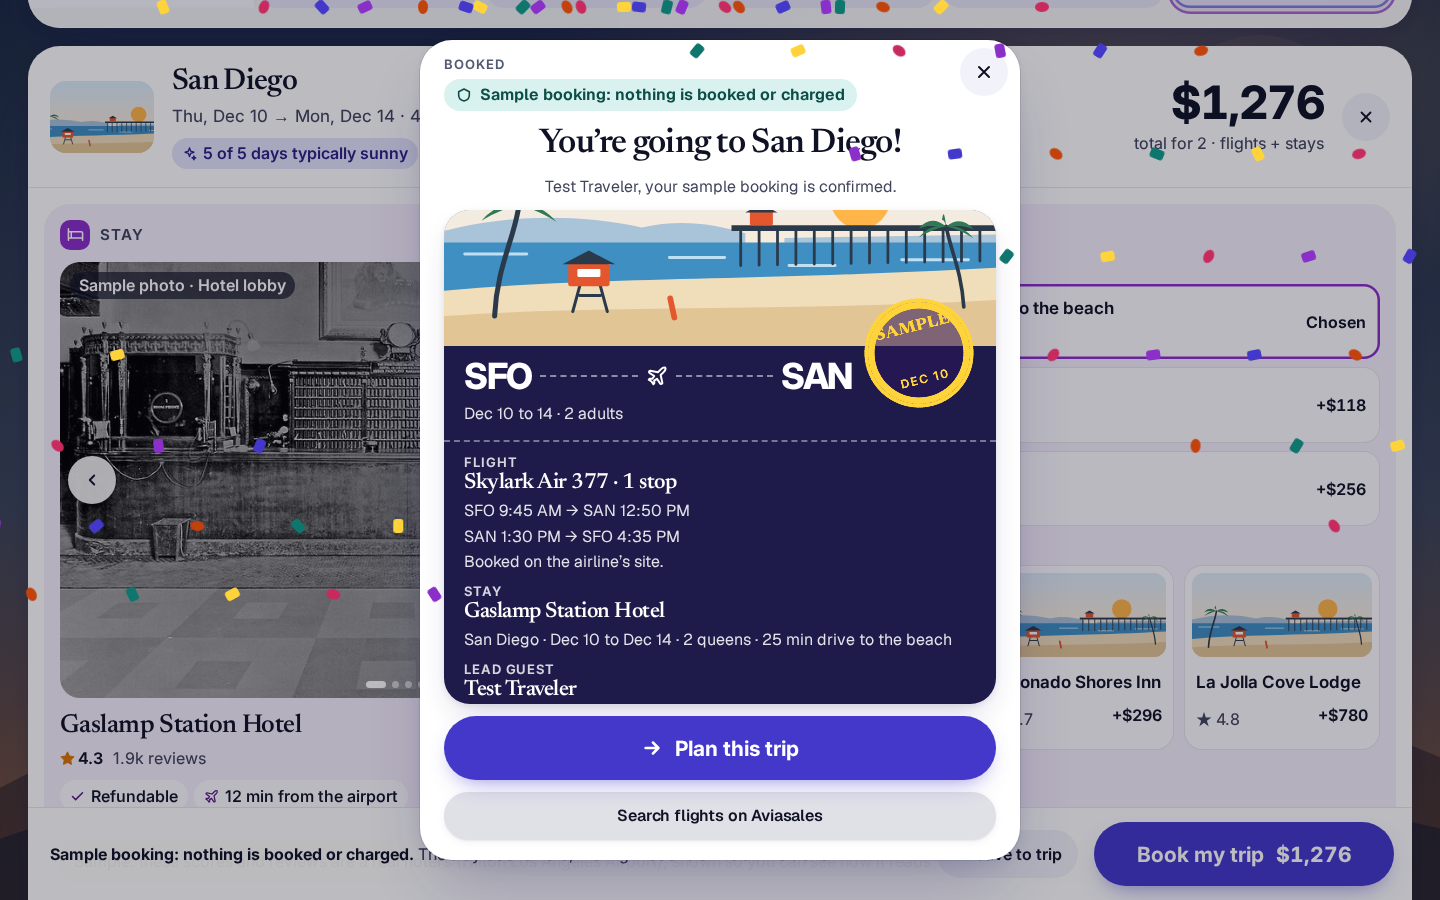 San Diego
Thu, Dec 10 → Mon, Dec 14 · 4
5 of 5 days typically sunny
$1,276
total for 2 · flights + stays
STAY
Sample photo · Hotel lobby
Gaslamp Station Hotel
4.3 1.9k reviews
Refundable
12 min from the airport
BOOKED
Sample booking: nothing is booked or charged
You're going to San Diego!
Test Traveler, your sample booking is confirmed.
SAMPLE
DEC 10
SFO
SAN
Dec 10 to 14 · 2 adults
FLIGHT
Skylark Air 377 · 1 stop
SFO 9:45 AM → SAN 12:50 PM
SAN 1:30 PM → SFO 4:35 PM
Booked on the airline's site.
STAY
Gaslamp Station Hotel
San Diego · Dec 10 to Dec 14 · 2 queens · 25 min drive to the beach
LEAD GUEST
Test Traveler
Plan this trip
Search flights on Aviasales
o the beach
Chosen
+$118
+$256
onado Shores Inn
.7
+$296
La Jolla Cove Lodge
4.8
+$780
Sample booking: nothing is booked or charged.
e to trip
Book my trip $1,276